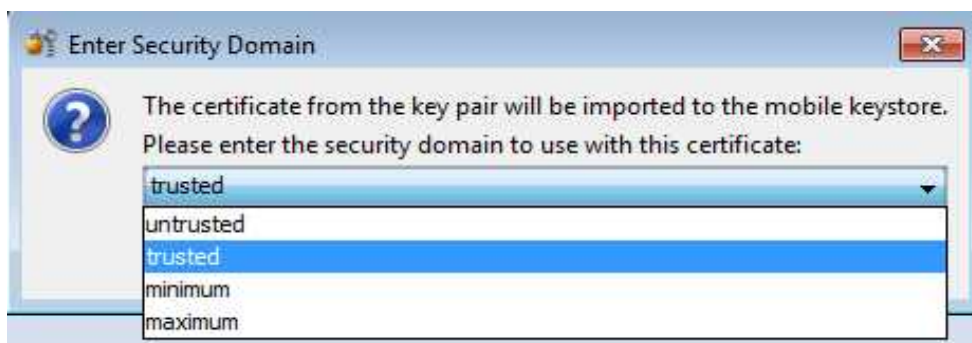 Enter Security Domain
The certificate from the key pair will be imported to the mobile keystore.
Please enter the security domain to use with this certificate:
trusted
untrusted
trusted
minimum
maximum